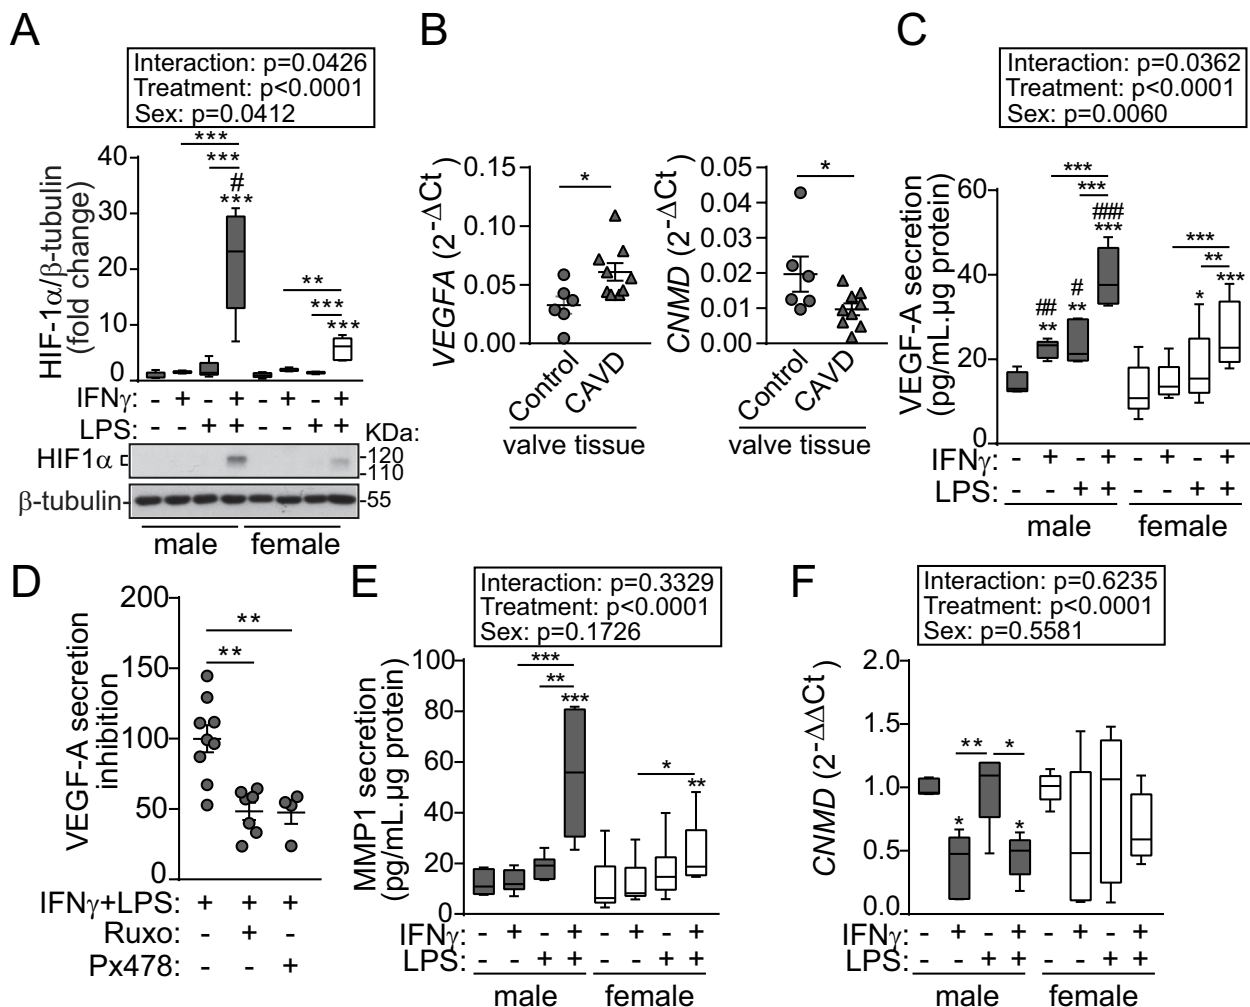 A
Interaction: p=0.0426
Treatment: p<0.0001
Sex: p=0.0412
HIF-1α/β-tubulin
(fold change)
40
30
20
10
0
***
***
#
***
**
***
***
IFNγ - + - + - + - +
LPS: - - + + - - + +
KDa:
HIF1α
-120
-110
β-tubulin-
-55
male female
B
VEGFA (2^-ΔCt)
0.15
0.10
0.05
0.00
*
Control CAVD
valve tissue
CNMD (2^-ΔCt)
0.05
0.04
0.03
0.02
0.01
0.00
*
Control CAVD
valve tissue
C
Interaction: p=0.0362
Treatment: p<0.0001
Sex: p=0.0060
VEGF-A secretion
(pg/mL.µg protein)
60
40
20
0
***
***
###
***
##
**
#
**
***
**
***
*
IFNγ: - + - + - + - +
LPS: - - + + - - + +
male female
D
VEGF-A secretion
inhibition
200
150
100
50
0
**
**
IFNγ+LPS: + + +
Ruxo: - + -
Px478: - - +
E
Interaction: p=0.3329
Treatment: p<0.0001
Sex: p=0.1726
MMP1 secretion
(pg/mL.µg protein)
100
80
60
40
20
0
***
**
***
*
**
IFNγ: - + - + - + - +
LPS: - - + + - - + +
male female
F
Interaction: p=0.6235
Treatment: p<0.0001
Sex: p=0.5581
CNMD (2^-ΔΔCt)
2.0
1.5
1.0
0.5
0.0
** *
* *
IFNγ: - + - + - + - +
LPS: - - + + - - + +
male female